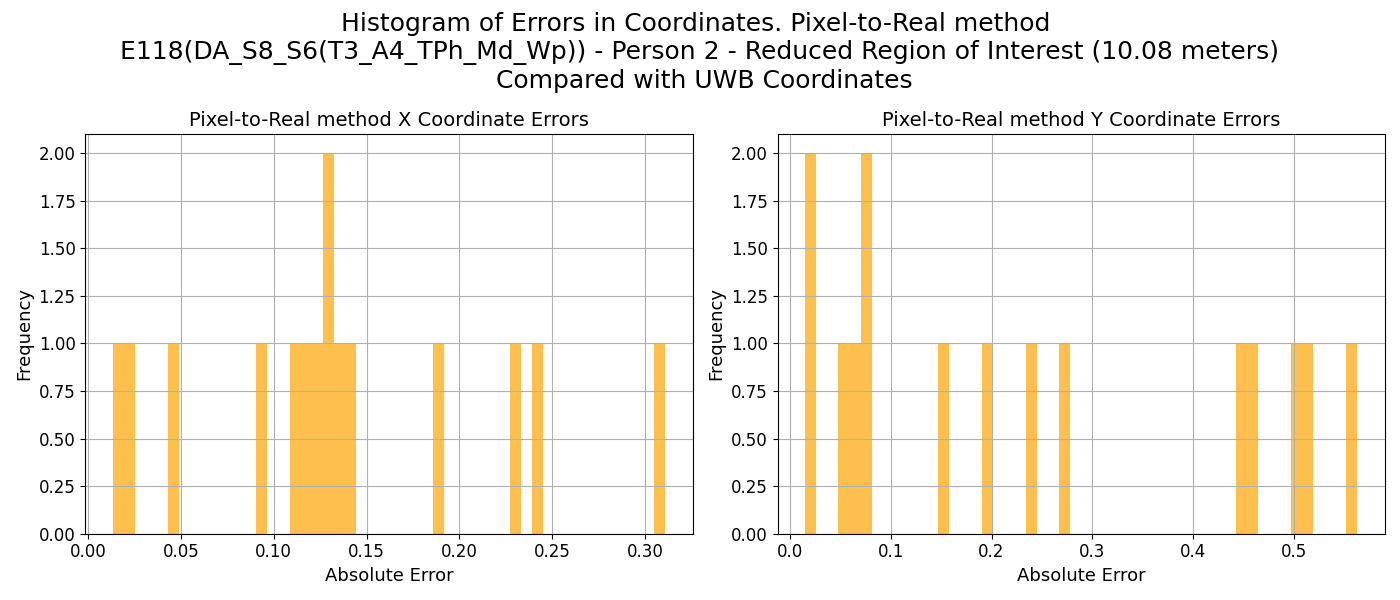 Histogram of Errors in Coordinates. Pixel-to-Real method
E118(DA_S8_S6(T3_A4_TPh_Md_Wp)) - Person 2 - Reduced Region of Interest (10.08 meters)
Compared with UWB Coordinates
Pixel-to-Real method X Coordinate Errors
2.00
1.75
1.50
1.25
1.00
0.75
0.50
0.25
0.00
Frequency
0.00 0.05 0.10 0.15 0.20 0.25 0.30
Absolute Error
Pixel-to-Real method Y Coordinate Errors
2.00
1.75
1.50
1.25
1.00
0.75
0.50
0.25
0.00
Frequency
0.0 0.1 0.2 0.3 0.4 0.5
Absolute Error